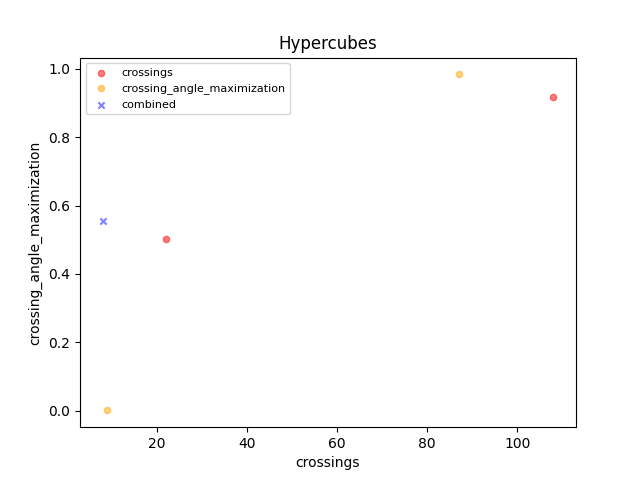 Hypercubes
crossings
crossing_angle_maximization
combined
crossing_angle_maximization
1.0
0.8
0.6
0.4
0.2
0.0
20 40 60 80 100
crossings